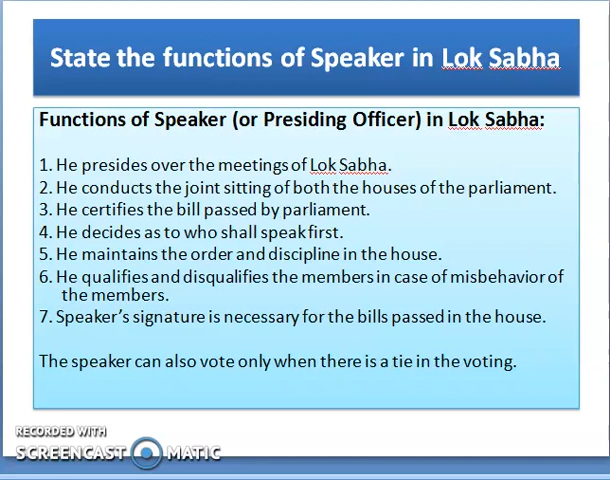 State the functions of Speaker in Lok Sabha
Functions of Speaker (or Presiding Officer) in Lok Sabha:
1. He presides over the meetings of Lok Sabha.
2. He conducts the joint sitting of both the houses of the parliament.
3. He certifies the bill passed by parliament.
4. He decides as to who shall speak first.
5. He maintains the order and discipline in the house.
6. He qualifies and disqualifies the members in case of misbehavior of
the members.
7. Speaker's signature is necessary for the bills passed in the house.
The speaker can also vote only when there is a tie in the voting.
RECORDED WITH
SCREENCAST MATIC